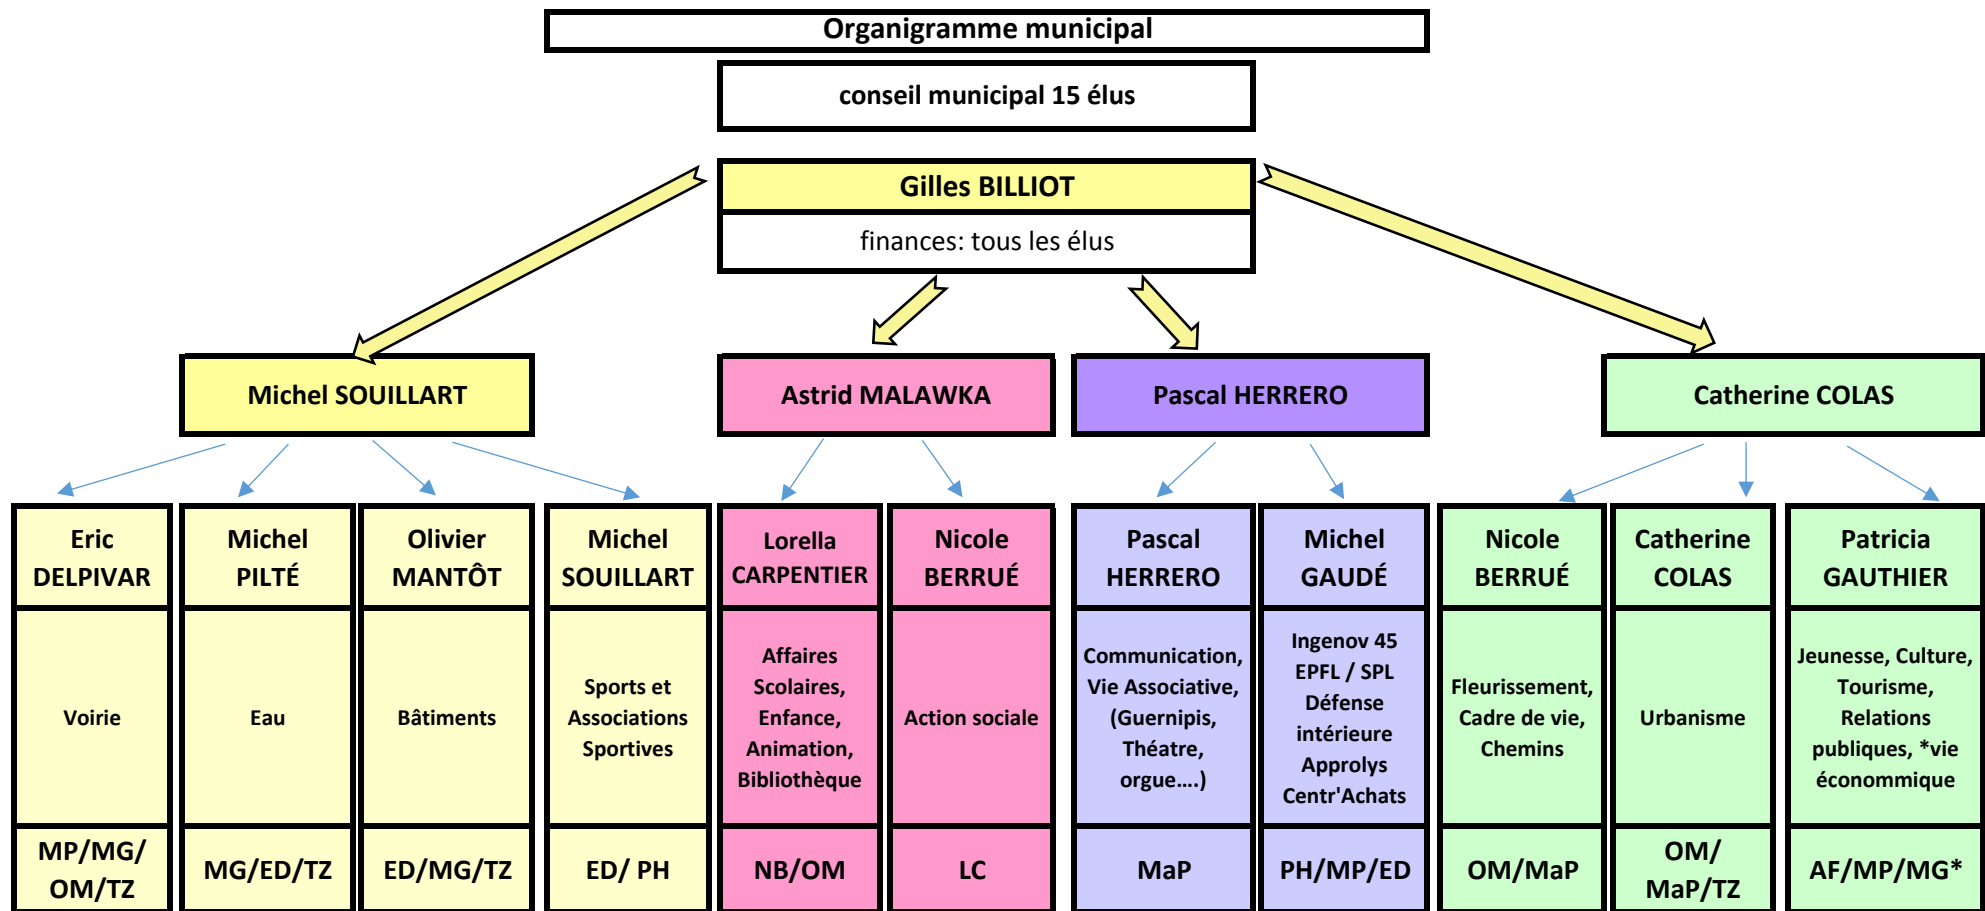 Organigramme municipal
conseil municipal 15 élus
Gilles BILLIOT
finances: tous les élus
Michel SOUILLART
Astrid MALAWKA
Pascal HERRERO
Catherine COLAS
Eric
DELPIVAR
Voirie
MP/MG/
OM/TZ
Michel
PILTÉ
Eau
MG/ED/TZ
Olivier
MANTÔT
Bâtiments
ED/MG/TZ
Michel
SOUILLART
Sports et
Associations
Sportives
ED/ PH
Lorella
CARPENTIER
Affaires
Scolaires,
Enfance,
Animation,
Bibliothèque
NB/OM
Nicole
BERRUÉ
Action sociale
LC
Pascal
HERRERO
Communication,
Vie Associative,
(Guernipis,
Théatre,
orgue....)
MaP
Michel
GAUDÉ
Ingenov 45
EPFL / SPL
Défense
intérieure
Approlys
Centr'Achats
PH/MP/ED
Nicole
BERRUÉ
Fleurissement,
Cadre de vie,
Chemins
OM/MaP
Catherine
COLAS
Urbanisme
OM/
MaP/TZ
Patricia
GAUTHIER
Jeunesse, Culture,
Tourisme,
Relations
publiques, *vie
économmique
AF/MP/MG*